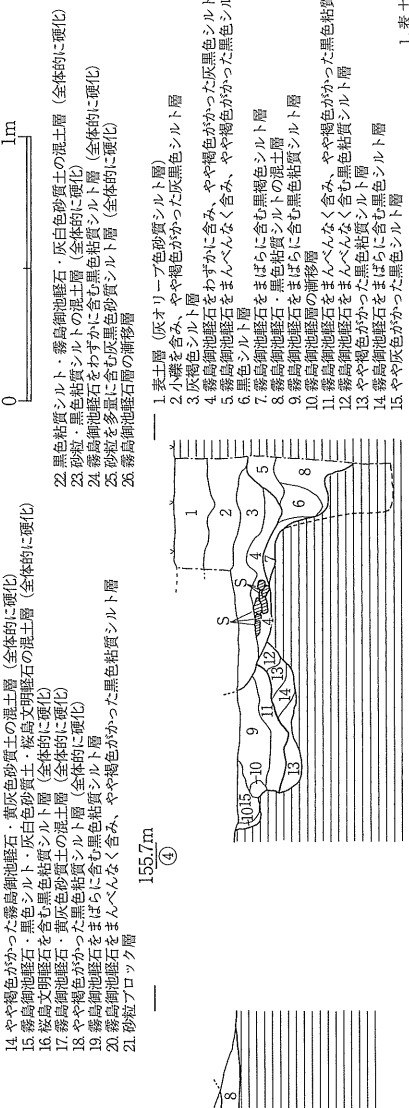 14. やや褐色がかった霧島御池軽石・黄灰色砂質土の混土層 (全体的に硬化)
15. 霧島御池軽石・黒色シルト・灰白色砂質土・桜島文明軽石の混土層 (全体的に硬化)
16. 桜島文明軽石を含む黒色粘質シルト層 (全体的に硬化)
17. 霧島御池軽石・黄灰色砂質土の混土層 (全体的に硬化)
18. やや褐色がかった黒色粘質シルト層 (全体的に硬化)
19. 霧島御池軽石をまばらに含む黒色粘質シルト層
20. 霧島御池軽石をまんべんなく含み、やや褐色がかった黒色粘質シルト層
21. 砂粒ブロック層
22. 黒色粘質シルト・霧島御池軽石・灰白色砂質土の混土層 (全体的に硬化)
23. 砂粒・黒色粘質シルトの混土層 (全体的に硬化)
24. 霧島御池軽石をわずかに含む黒色粘質シルト層 (全体的に硬化)
25. 砂粒を多量に含む灰黒色砂質シルト層 (全体的に硬化)
26. 霧島御池軽石層の漸移層
0 1m
155.7m
④
8
1015
10
9
11
12
13
14
13
S
S
4
4
7
1
2
3
5
6
8
1. 表土層 (灰オリーブ色砂質シルト層)
2. 小礫を含み、やや褐色がかった灰黒色シルト層
3. 灰褐色シルト層
4. 霧島御池軽石をわずかに含み、やや褐色がかった灰黒色シルト
5. 霧島御池軽石をまんべんなく含み、やや褐色がかった黒色シル
6. 黒色シルト層
7. 霧島御池軽石をまばらに含む黒褐色シルト層
8. 霧島御池軽石・黒色シルトの混土層
9. 霧島御池軽石をまばらに含む黒色粘質シルト層
10. 霧島御池軽石層の漸移層
11. 霧島御池軽石をまんべんなく含み、やや褐色がかった黒色粘質
12. 霧島御池軽石をまんべんなく含む黒色粘質シルト層
13. やや褐色がかった黒色粘質シルト層
14. 霧島御池軽石をまばらに含む黒色シルト層
15. やや灰色がかった黒色シルト層
1. 表土